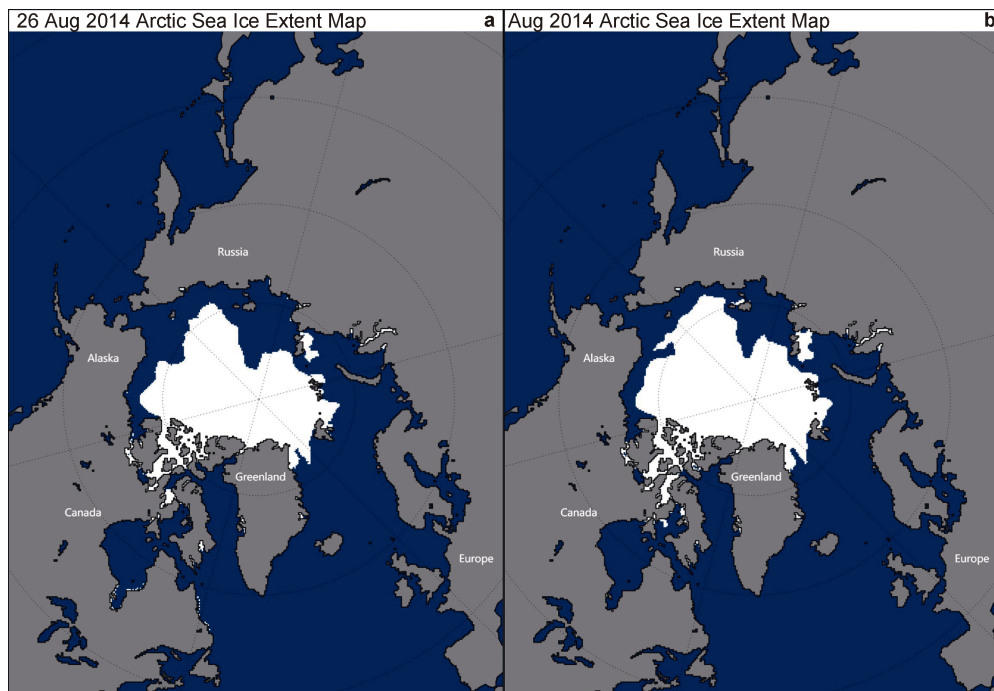 26 Aug 2014 Arctic Sea Ice Extent Map a
Russia
Alaska
Greenland
Canada
Europe
Aug 2014 Arctic Sea Ice Extent Map b
Russia
Alaska
Greenland
Canada
Europe